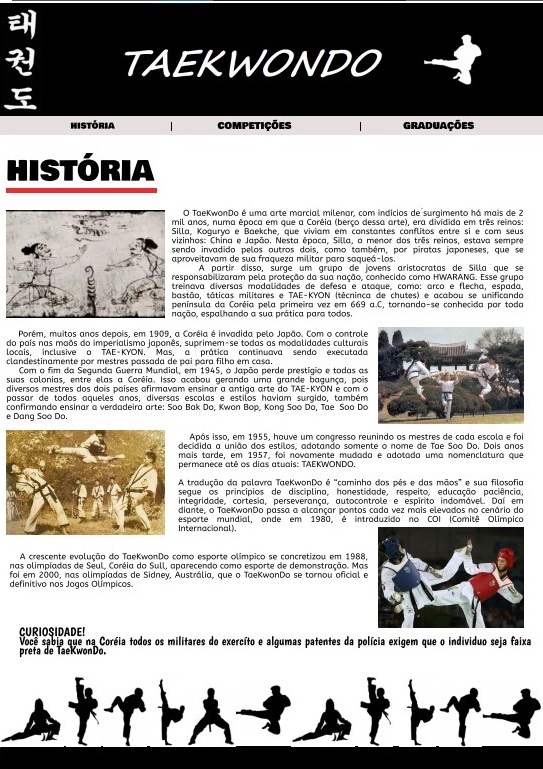 태
권
도
TAEKWONDO
HISTÓRIA | COMPETIÇÕES | GRADUAÇÕES
HISTÓRIA
O TaeKwonDo é uma arte marcial milenar, com indícios de surgimento há mais de 2
mil anos, numa época em que a Coréia (berço dessa arte), era dividida em três reinos:
Silla, Koguryo e Baekche, que viviam em constantes conflitos entre si e com seus
vizinhos: China e Japão. Nesta época, Silla, o menor dos três reinos, estava sempre
sendo invadido pelos outros dois, como também, por piratas japoneses, que se
aproveitavam de sua fraqueza militar para saqueá-los.
A partir disso, surge um grupo de jovens aristocratas de Silla que se
responsabilizaram pela proteção da sua nação, conhecido como HWARANG. Esse grupo
treinava diversas modalidades de defesa e ataque, como: arco e flecha, espada,
bastão, táticas militares e TAE-KYON (técninca de chutes) e acabou se unificando
península da Coréia pela primeira vez em 669 a.C, tornando-se conhecida por toda
nação, espalhando a sua prática para todos.
Porém, muitos anos depois, em 1909, a Coréia é invadida pelo Japão. Com o controle
do país nas maõs do imperialismo japonês, suprimem-se todas as modalidades culturais
locais, inclusive o TAE-KYON. Mas, a prática continuava sendo executada
clandestinamente por mestres passada de pai para filho em casa.
Com o fim da Segunda Guerra Mundial, em 1945, o Japão perde prestígio e todas as
suas colonias, entre elas a Coréia. Isso acabou gerando uma grande bagunça, pois
diversos mestres dos dois países afirmavam ensinar a antiga arte do TAE-KYON e com o
passar de todos aqueles anos, diversas escolas e estilos haviam surgido, também
confirmando ensinar a verdadeira arte: Soo Bak Do, Kwon Bop, Kong Soo Do, Tae Soo Do
e Dang Soo Do.
Após isso, em 1955, houve um congresso reunindo os mestres de cada escola e foi
decidida a união dos estilos, adotando somente o nome de Tae Soo Do. Dois anos
mais tarde, em 1957, foi novamente mudada e adotada uma nomenclatura que
permanece até os dias atuais: TAEKWONDO.
A tradução da palavra TaeKwonDo é “caminho dos pés e das mãos” e sua filosofia
segue os princípios de disciplina, honestidade, respeito, educação paciência,
integridade, cortesia, perseverança, autocontrole e espírito indomável. Daí em
diante, o TaeKwonDo passa a alcançar pontos cada vez mais elevados no cenário do
esporte mundial, onde em 1980, é introduzido no COI (Comitê Olímpico
Internacional).
A crescente evolução do TaeKwonDo como esporte olímpico se concretizou em 1988,
nas olimpíadas de Seul, Coréia do Sull, aparecendo como esporte de demonstração. Mas
foi em 2000, nas olimpíadas de Sidney, Austrália, que o TaeKwonDo se tornou oficial e
definitivo nos Jogos Olímpicos.
CURIOSIDADE!
Você sabia que na Coréia todos os militares do exercíto e algumas patentes da polícia exigem que o individuo seja faixa
preta de TaeKwonDo.